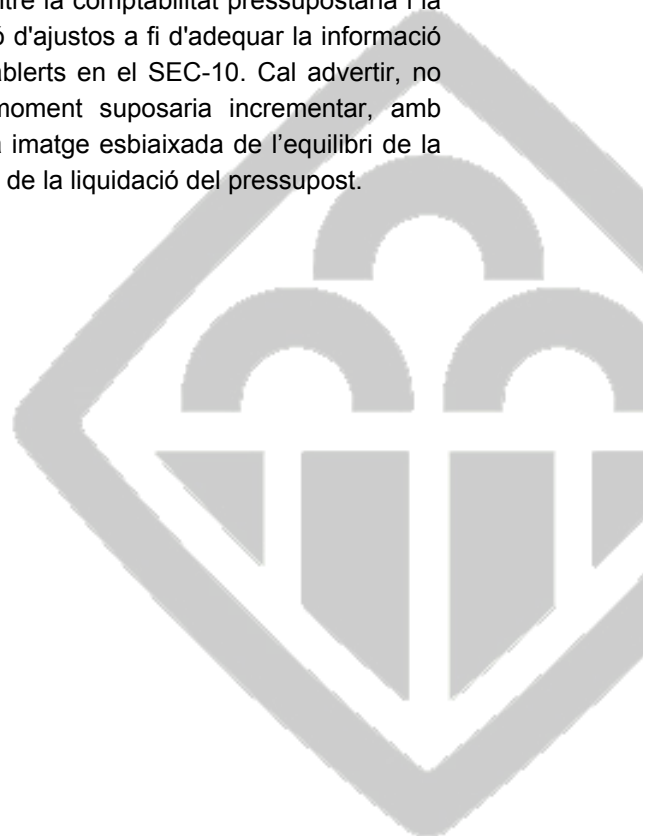 entre la comptabilitat pressupostària i la
ó d'ajustos a fi d'adequar la informació
ablerts en el SEC-10. Cal advertir, no
moment suposaria incrementar, amb
a imatge esbiaixada de l’equilibri de la
de la liquidació del pressupost.